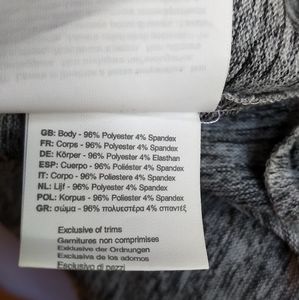 GB: Body - 96% Polyester 4% Spandex
FR: Corps - 96% Polyester 4% Spandex
DE: Körper - 96% Polyester 4% Elasthan
ESP: Cuerpo - 96% Poliéster 4% Spandex
IT: Corpo - 96% Poliestere 4% Spandex
NL: Lijf - 96% Polyester 4% Spandex
POL: Korpus - 96% Polyester 4% Spandex
GR: σώμα - 96% πολυεστέρα 4% σπαντέξ
Exclusive of trims
Garnitures non comprimises
Exklusive der Ordnungen
Exclusiva de los adornos
Esclusivo di pezzi